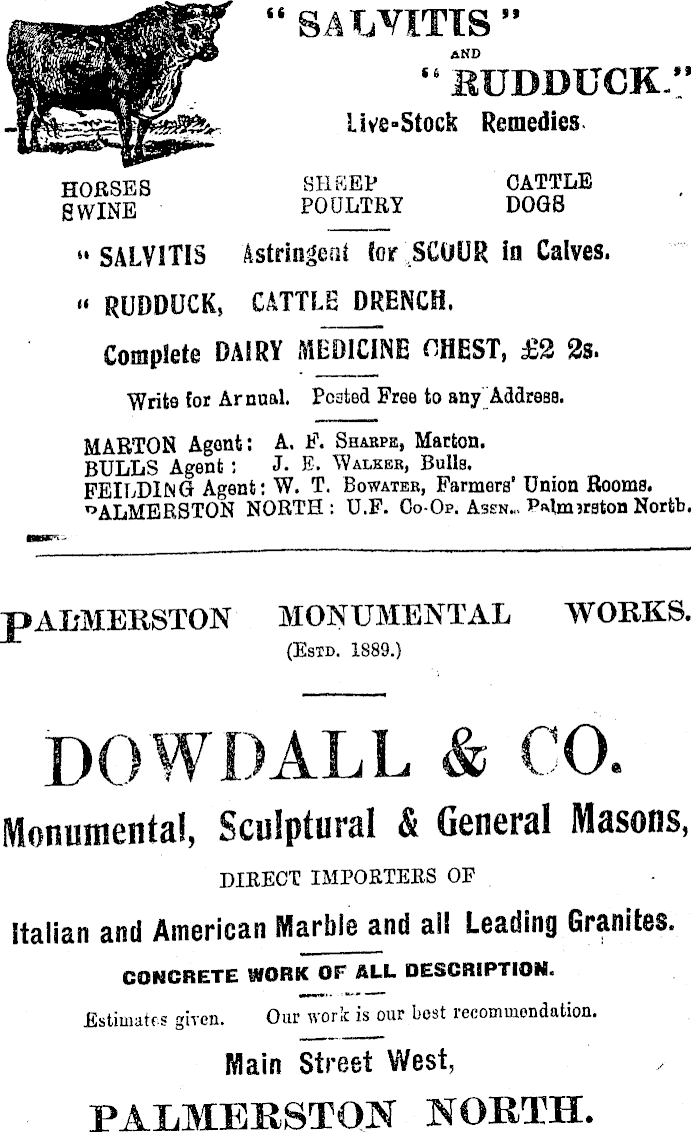 " SALVITIS "
AND
" RUDDUCK."
Live-Stock Remedies.
HORSES SHEEP CATTLE
SWINE POULTRY DOGS
" SALVITIS Astringent for SCOUR in Calves.
" RUDDUCK, CATTLE DRENCH.
Complete DAIRY MEDICINE CHEST, £2 2s.
Write for Annual. Posted Free to any Address.
MARTON Agent: A. F. SHARPE, Marton.
BULLS Agent: J. E. WALKER, Bulls.
FEILDING Agent: W. T. BOWATER, Farmers' Union Rooms.
PALMERSTON NORTH: U.F. CO-OP. ASSN., Palmerston North.
PALMERSTON MONUMENTAL WORKS.
(ESTD. 1889.)
DOWDALL & CO.
Monumental, Sculptural & General Masons,
DIRECT IMPORTERS OF
Italian and American Marble and all Leading Granites.
CONCRETE WORK OF ALL DESCRIPTION.
Estimates given. Our work is our best recommendation.
Main Street West,
PALMERSTON NORTH.